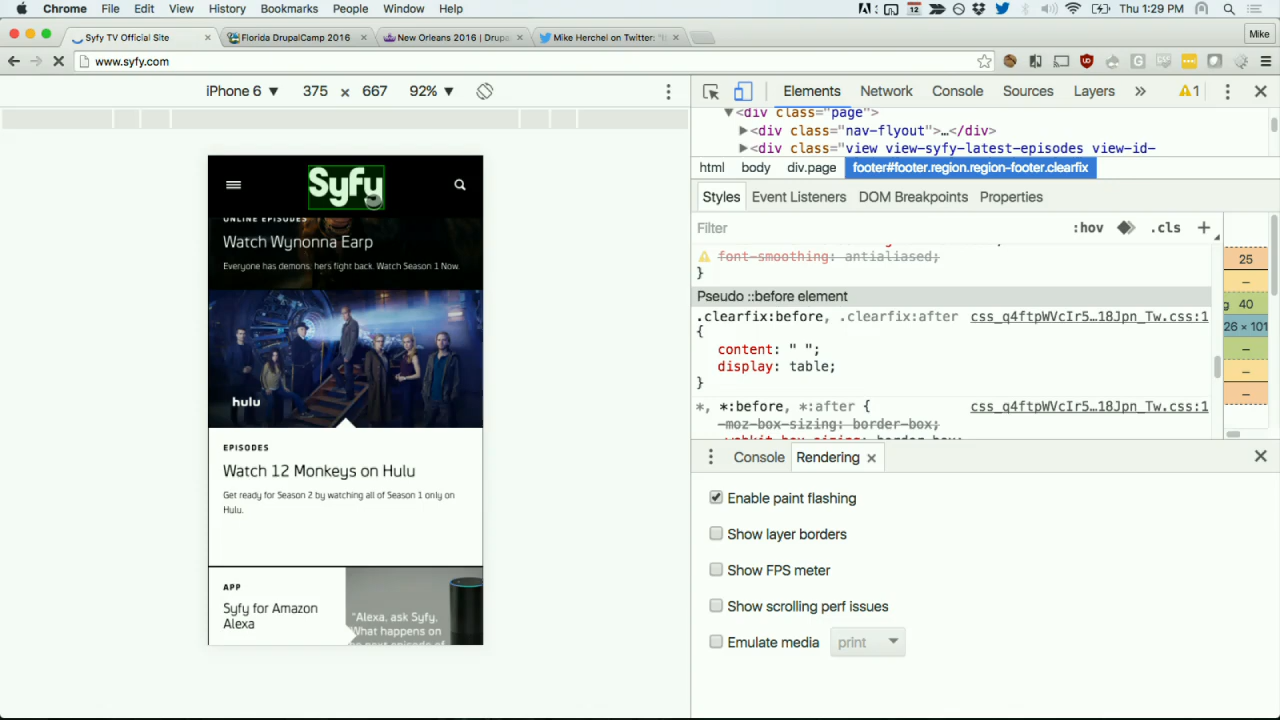 Chrome File Edit View History Bookmarks People Window Help 12 Thu 1:29 PM
Syfy TV Official Site × Florida DrupalCamp 2016 × New Orleans 2016 | Drupa × Mike Herchel on Twitter: "I × Mike
www.syfy.com
iPhone 6 ▼ 375 × 667 92% ▼
Elements Network Console Sources Layers » 1
▼<div class="page">
▶<div class="nav-flyout">…</div>
▶<div class="view view-syfy-latest-episodes view-id-
html body div.page footer#footer.region.region-footer.clearfix
Styles Event Listeners DOM Breakpoints Properties
Filter :hov .cls +
font-smoothing: antialiased;
}
Pseudo ::before element
.clearfix:before, .clearfix:after css_q4ftpWVcIr5…18Jpn_Tw.css:1
{
content: " ";
display: table;
}
*, *:before, *:after { css_q4ftpWVcIr5…18Jpn_Tw.css:1
-moz-box-sizing: border-box;
-webkit-box-sizing: border-box;
25
–
g 40
26 × 101
–
–
–
Syfy
ONLINE EPISODES
Watch Wynonna Earp
Everyone has demons: hers fight back. Watch Season 1 Now.
hulu
EPISODES
Watch 12 Monkeys on Hulu
Get ready for Season 2 by watching all of Season 1 only on
Hulu.
APP
Syfy for Amazon
Alexa
"Alexa, ask Syfy,
What happens on
Console Rendering ×
Enable paint flashing
Show layer borders
Show FPS meter
Show scrolling perf issues
Emulate media print